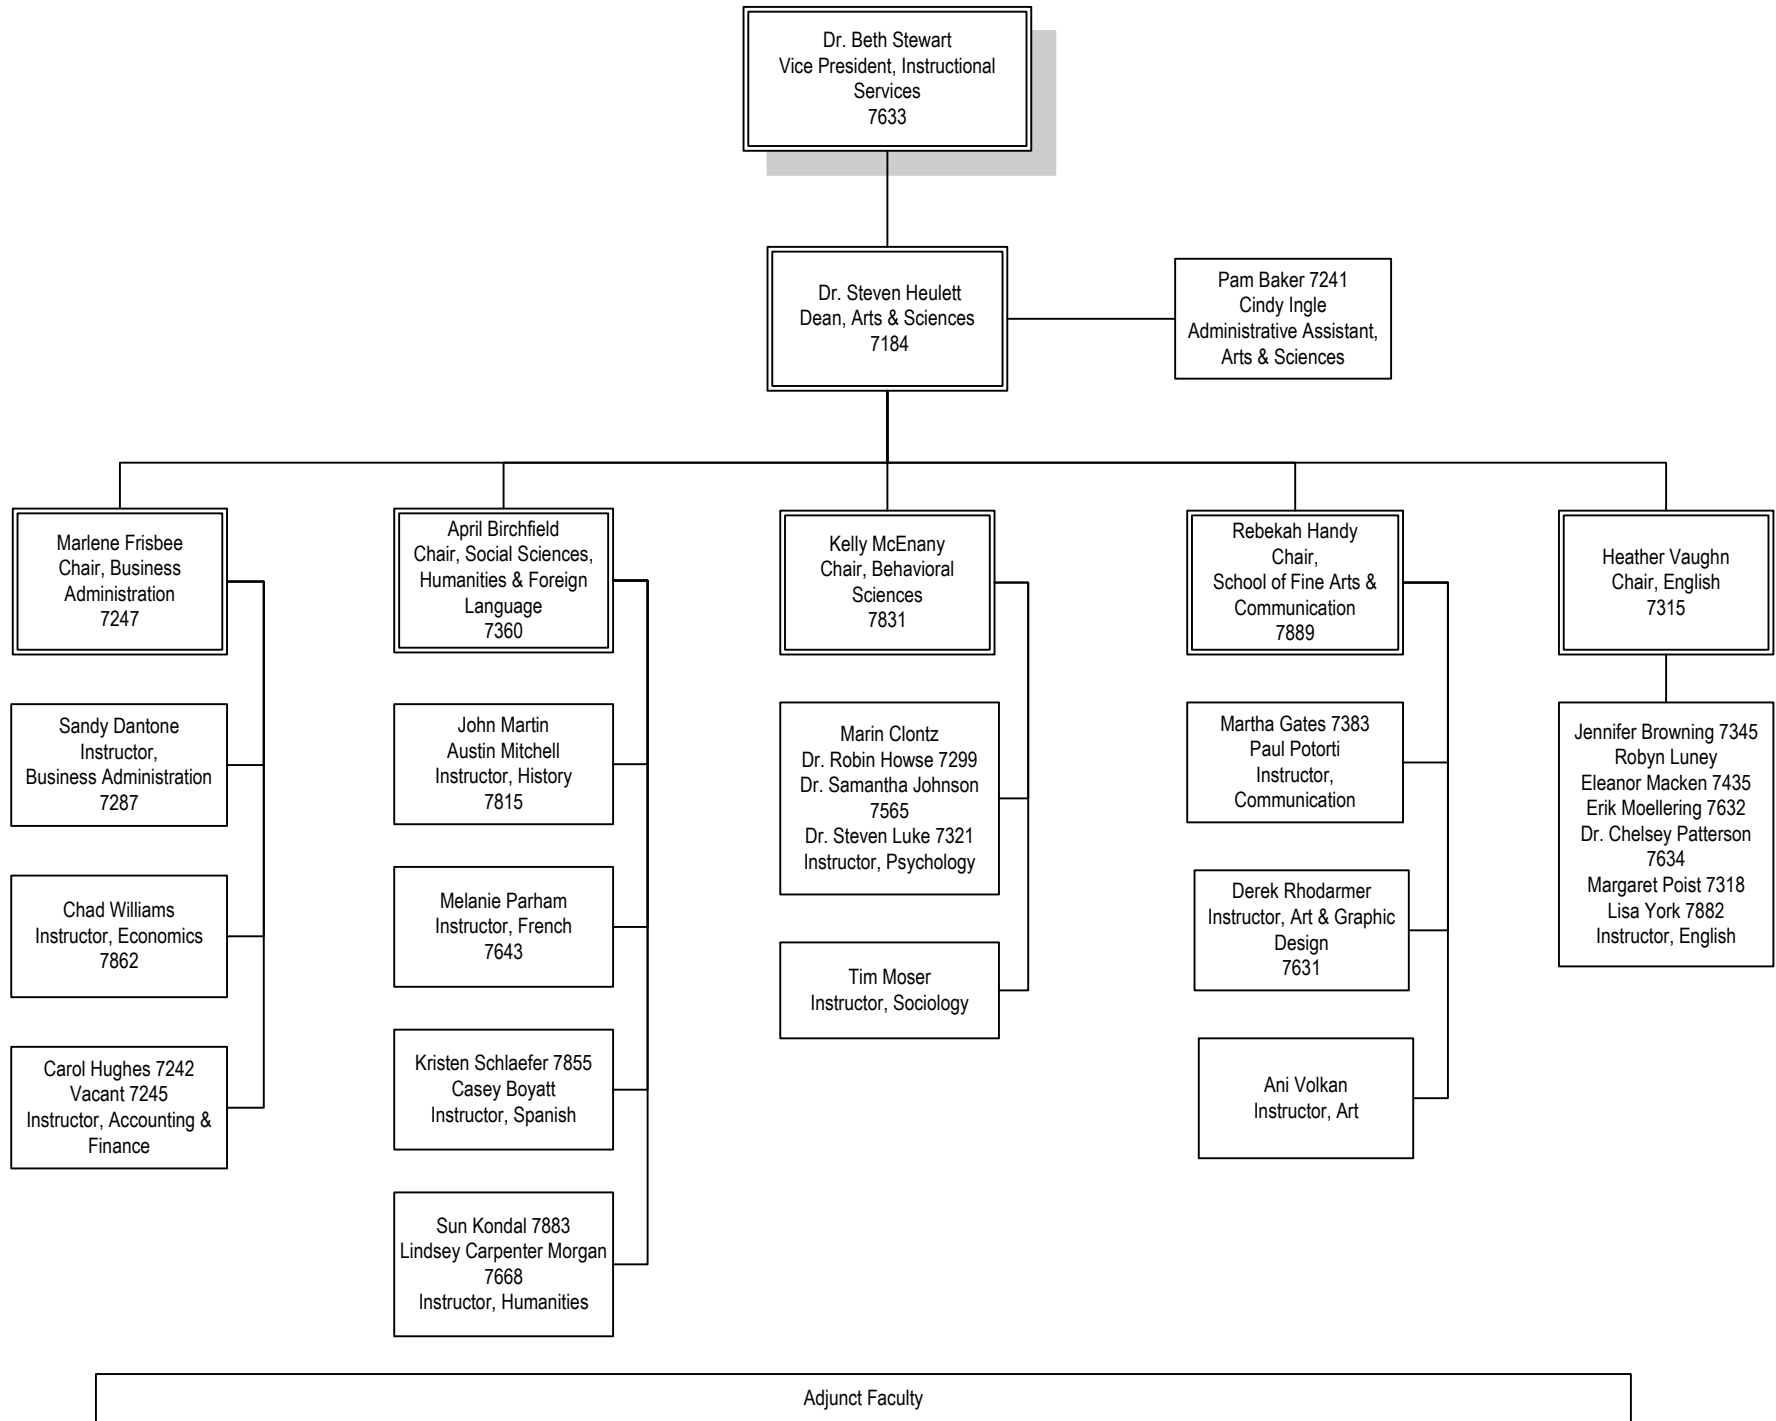 Dr. Beth Stewart
Vice President, Instructional
Services
7633
Dr. Steven Heulett
Dean, Arts & Sciences
7184
Pam Baker 7241
Cindy Ingle
Administrative Assistant,
Arts & Sciences
Marlene Frisbee
Chair, Business
Administration
7247
April Birchfield
Chair, Social Sciences,
Humanities & Foreign
Language
7360
Kelly McEnany
Chair, Behavioral
Sciences
7831
Rebekah Handy
Chair,
School of Fine Arts &
Communication
7889
Heather Vaughn
Chair, English
7315
Sandy Dantone
Instructor,
Business Administration
7287
John Martin
Austin Mitchell
Instructor, History
7815
Marin Clontz
Dr. Robin Howse 7299
Dr. Samantha Johnson
7565
Dr. Steven Luke 7321
Instructor, Psychology
Martha Gates 7383
Paul Potorti
Instructor,
Communication
Jennifer Browning 7345
Robyn Luney
Eleanor Macken 7435
Erik Moellering 7632
Dr. Chelsey Patterson
7634
Margaret Poist 7318
Lisa York 7882
Instructor, English
Chad Williams
Instructor, Economics
7862
Melanie Parham
Instructor, French
7643
Tim Moser
Instructor, Sociology
Derek Rhodarmer
Instructor, Art & Graphic
Design
7631
Carol Hughes 7242
Vacant 7245
Instructor, Accounting &
Finance
Kristen Schlaefer 7855
Casey Boyatt
Instructor, Spanish
Ani Volkan
Instructor, Art
Sun Kondal 7883
Lindsey Carpenter Morgan
7668
Instructor, Humanities
Adjunct Faculty